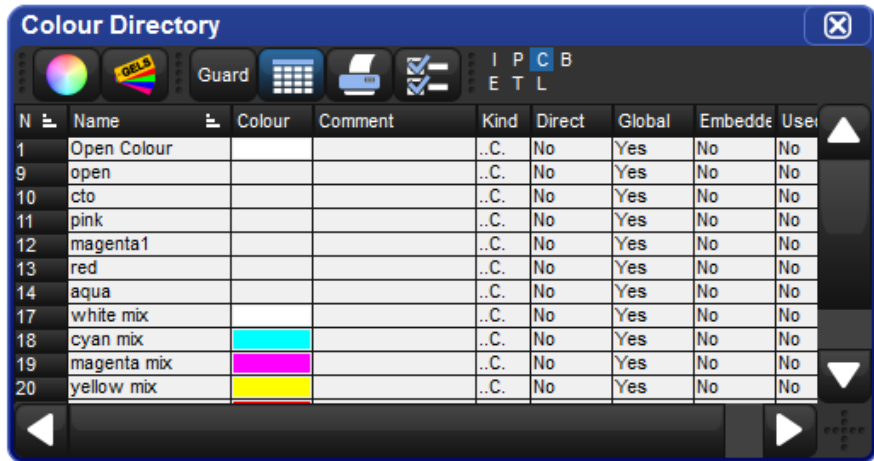 Colour Directory
GELS
Guard
I P C B
E T L
N Name Colour Comment Kind Direct Global Embedde Used
1 Open Colour ..C. No Yes No No
9 open ..C. No Yes No No
10 cto ..C. No Yes No No
11 pink ..C. No Yes No No
12 magenta1 ..C. No Yes No No
13 red ..C. No Yes No No
14 aqua ..C. No Yes No No
17 white mix ..C. No Yes No No
18 cyan mix ..C. No Yes No No
19 magenta mix ..C. No Yes No No
20 yellow mix ..C. No Yes No No